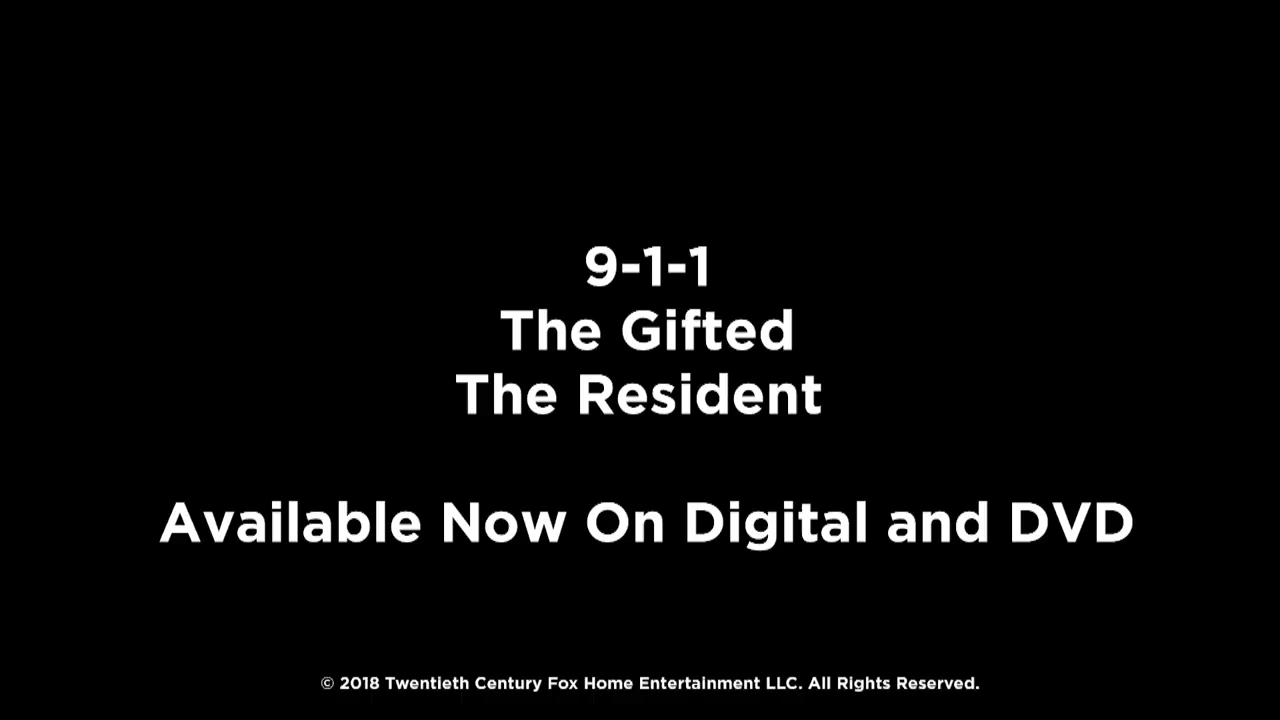 9-1-1
The Gifted
The Resident
Available Now On Digital and DVD
© 2018 Twentieth Century Fox Home Entertainment LLC. All Rights Reserved.